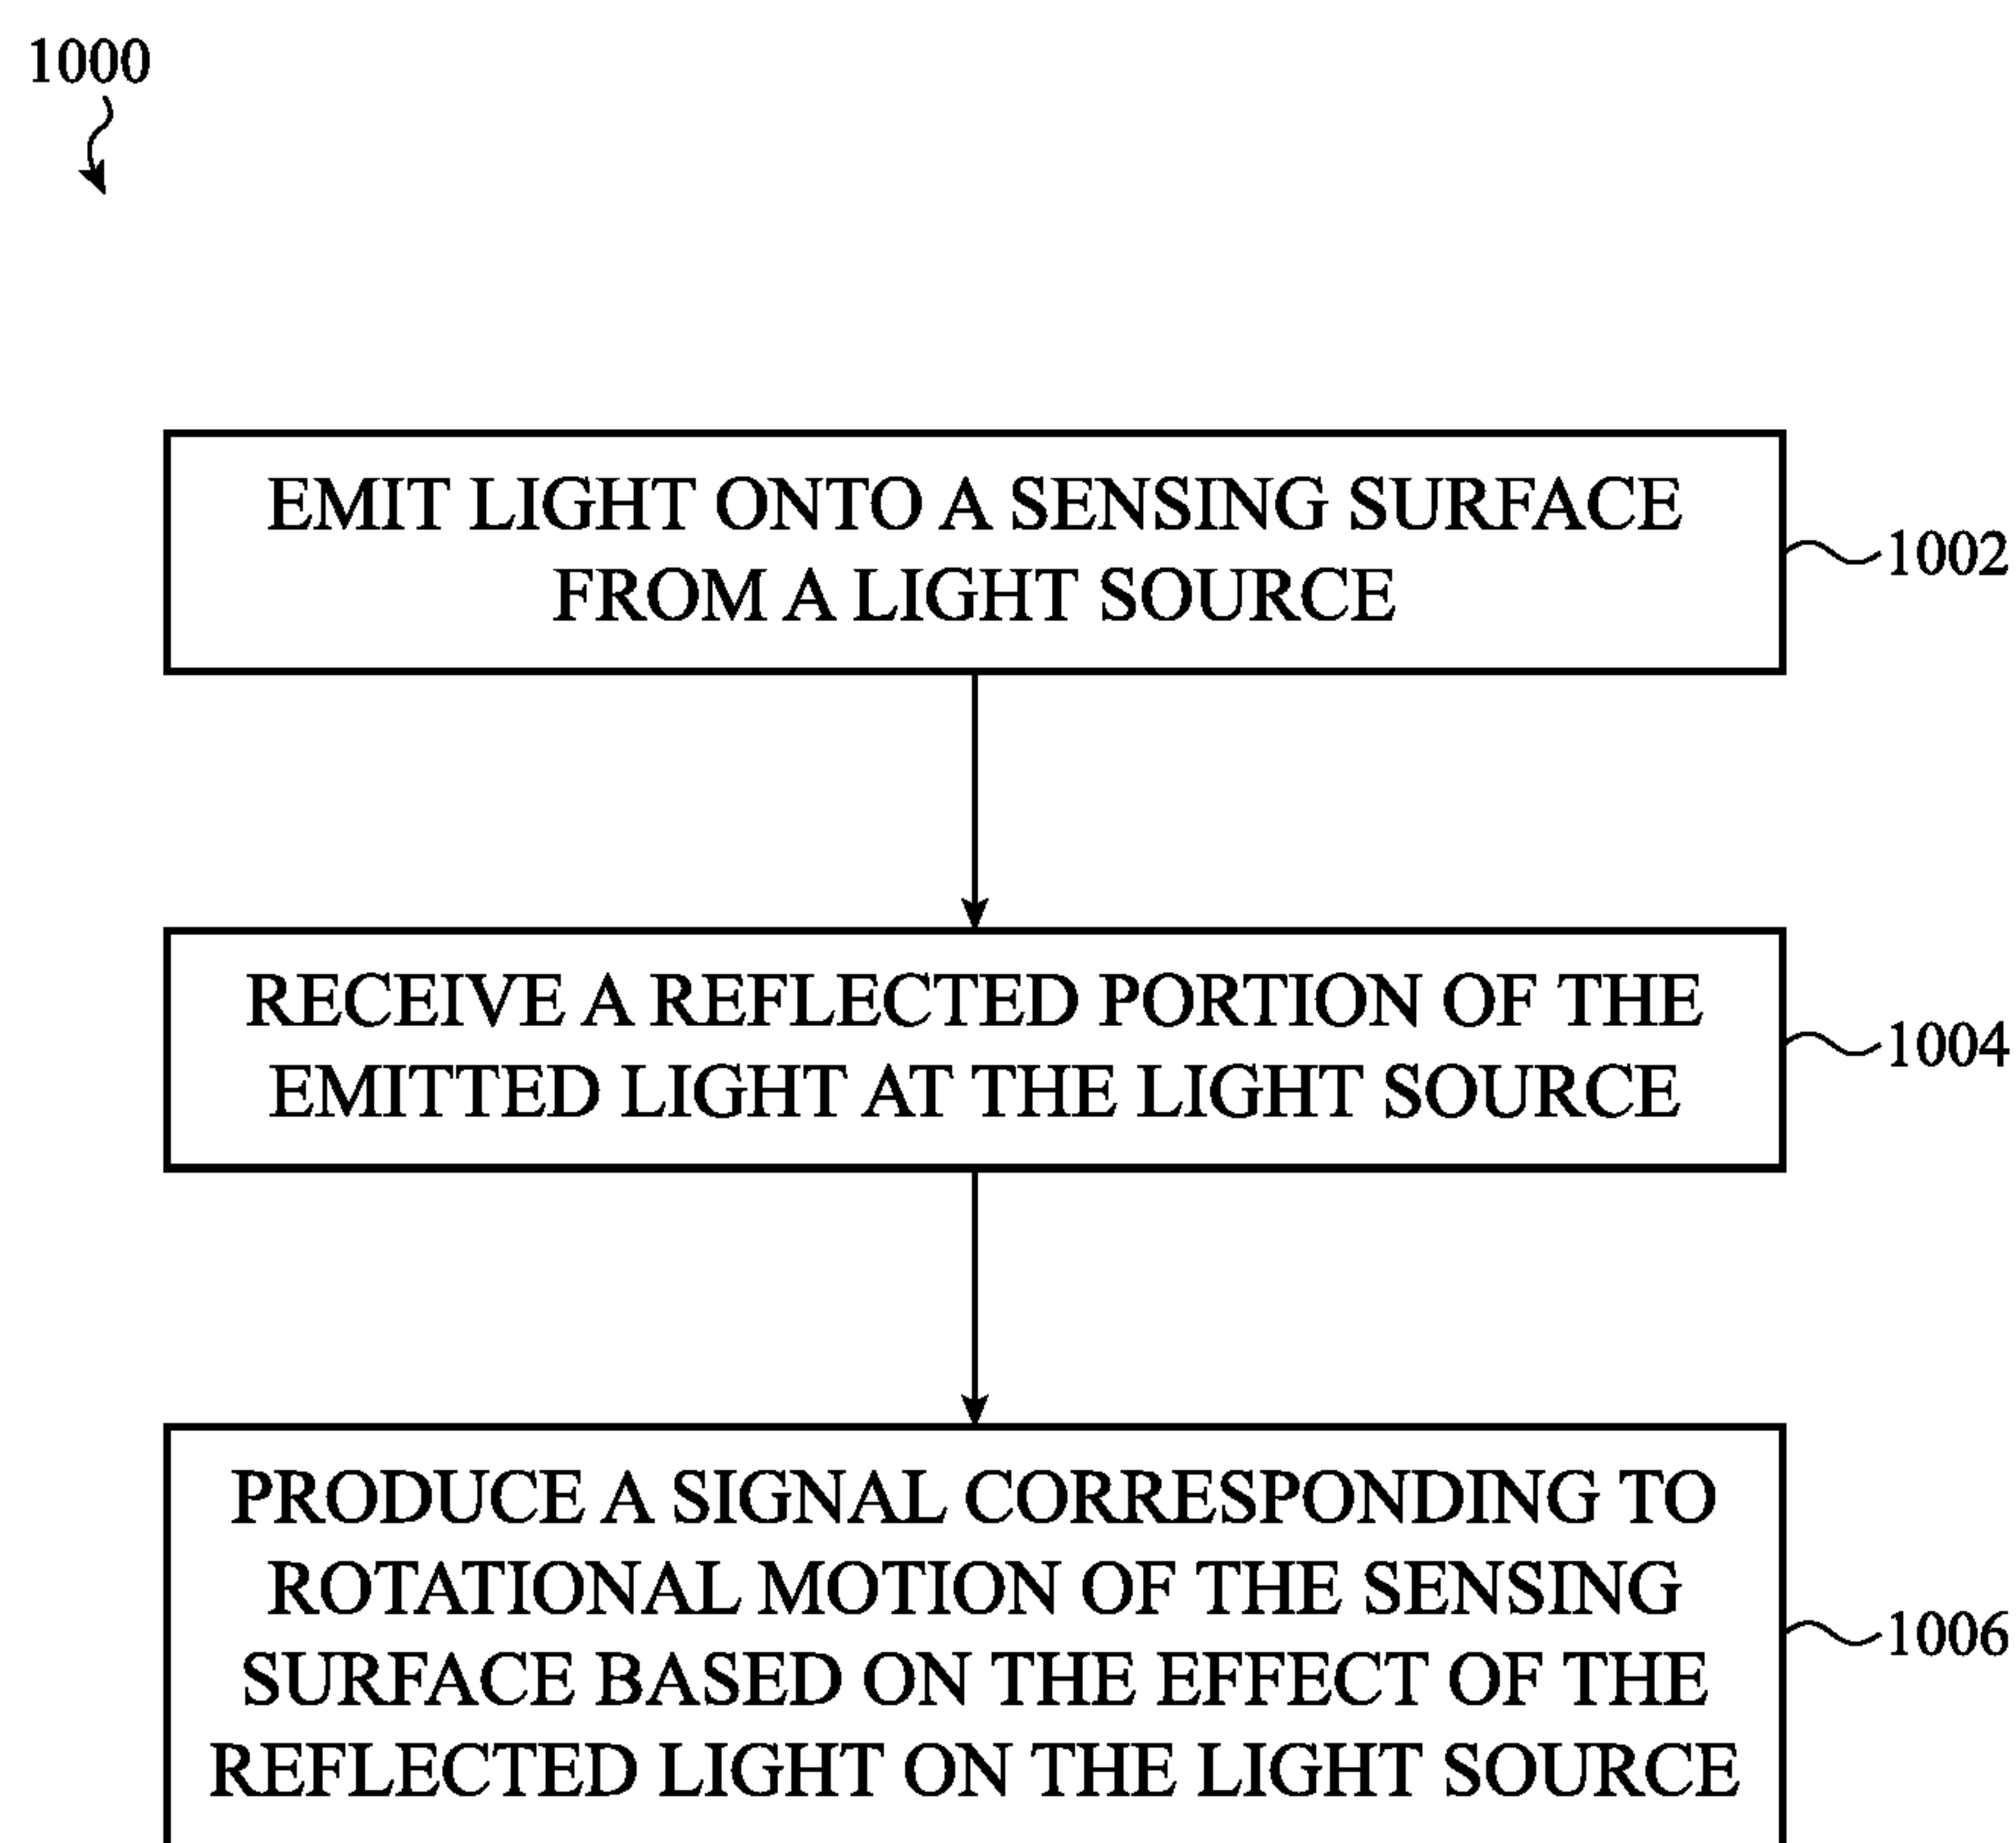 1000
EMIT LIGHT ONTO A SENSING SURFACE
FROM A LIGHT SOURCE
1002
RECEIVE A REFLECTED PORTION OF THE
EMITTED LIGHT AT THE LIGHT SOURCE
1004
PRODUCE A SIGNAL CORRESPONDING TO
ROTATIONAL MOTION OF THE SENSING
SURFACE BASED ON THE EFFECT OF THE
REFLECTED LIGHT ON THE LIGHT SOURCE
1006